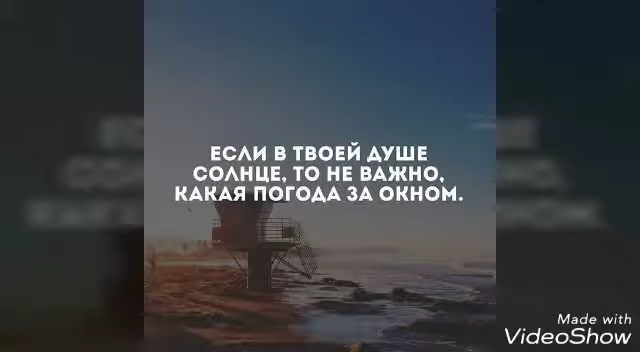 ЕСЛИ В ТВОЕЙ ДУШЕ
СОЛНЦЕ, ТО НЕ ВАЖНО,
КАКАЯ ПОГОДА ЗА ОКНОМ.
Made with
VideoShow